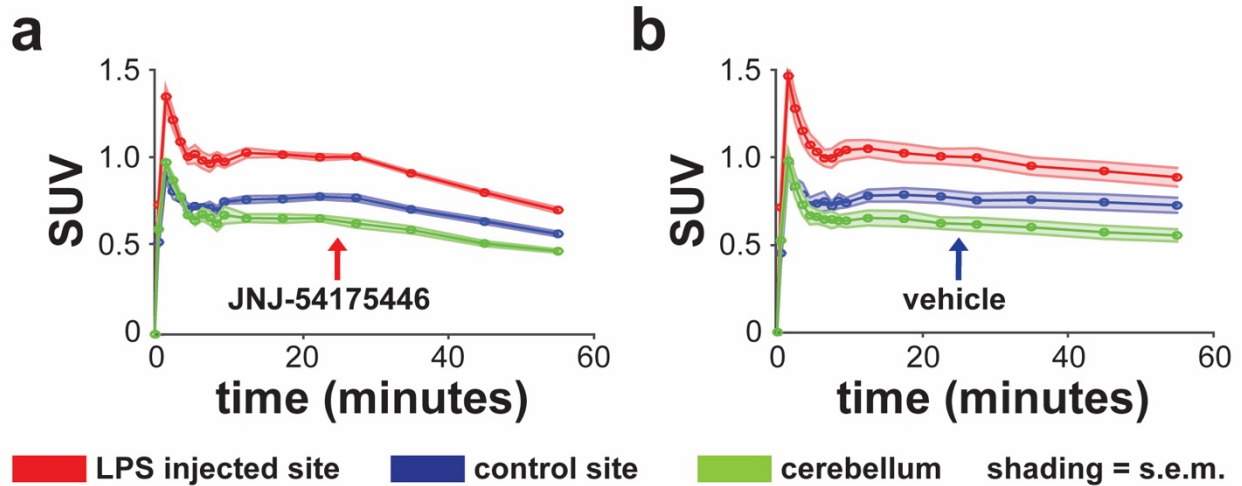 a
b
1.5
1.0
0.5
0
SUV
0
20
40
60
time (minutes)
JNJ-54175446
1.5
1.0
0.5
0
SUV
0
20
40
60
time (minutes)
vehicle
LPS injected site
control site
cerebellum
shading = s.e.m.